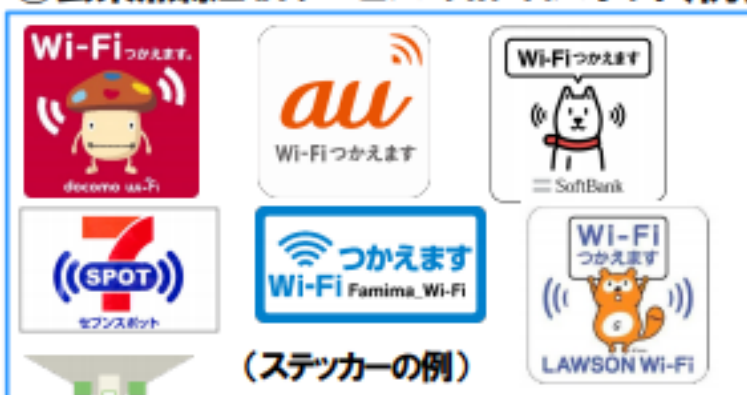 Wi-Fiつかえます。
docomo Wi-Fi
au
Wi-Fiつかえます
Wi-Fiつかえます
SoftBank
7
SPOT
セブンスポット
つかえます
Wi-Fi Famima_Wi-Fi
Wi-Fi
つかえます
LAWSON Wi-Fi
(ステッカーの例)